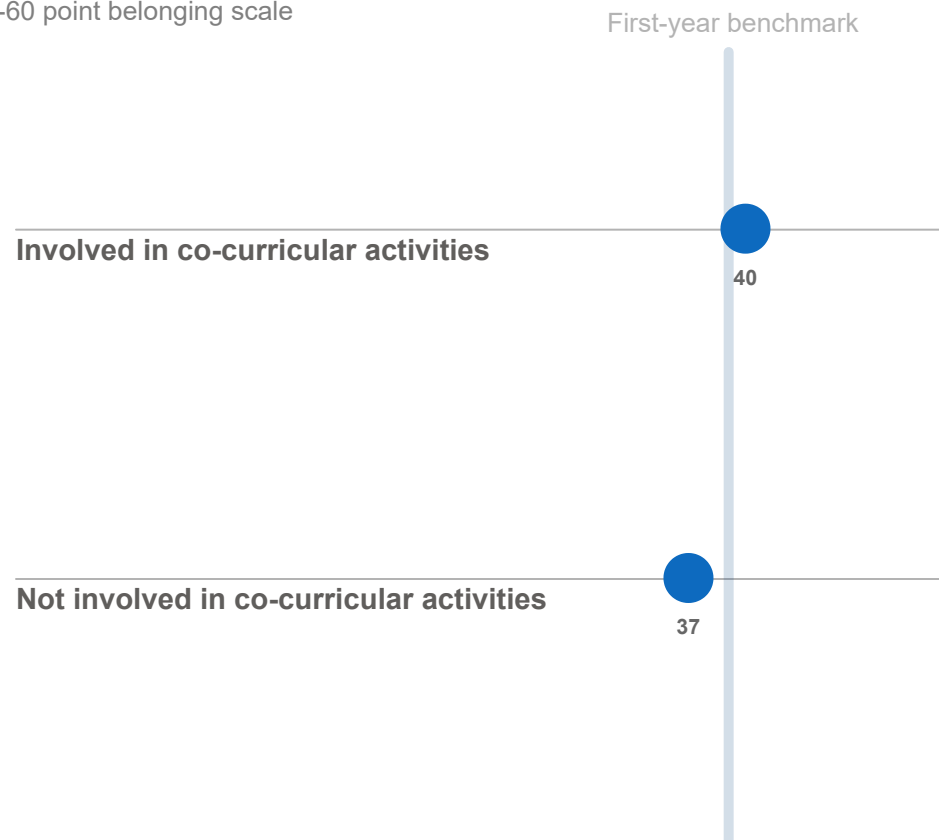 -60 point belonging scale
First-year benchmark
Involved in co-curricular activities
40
Not involved in co-curricular activities
37